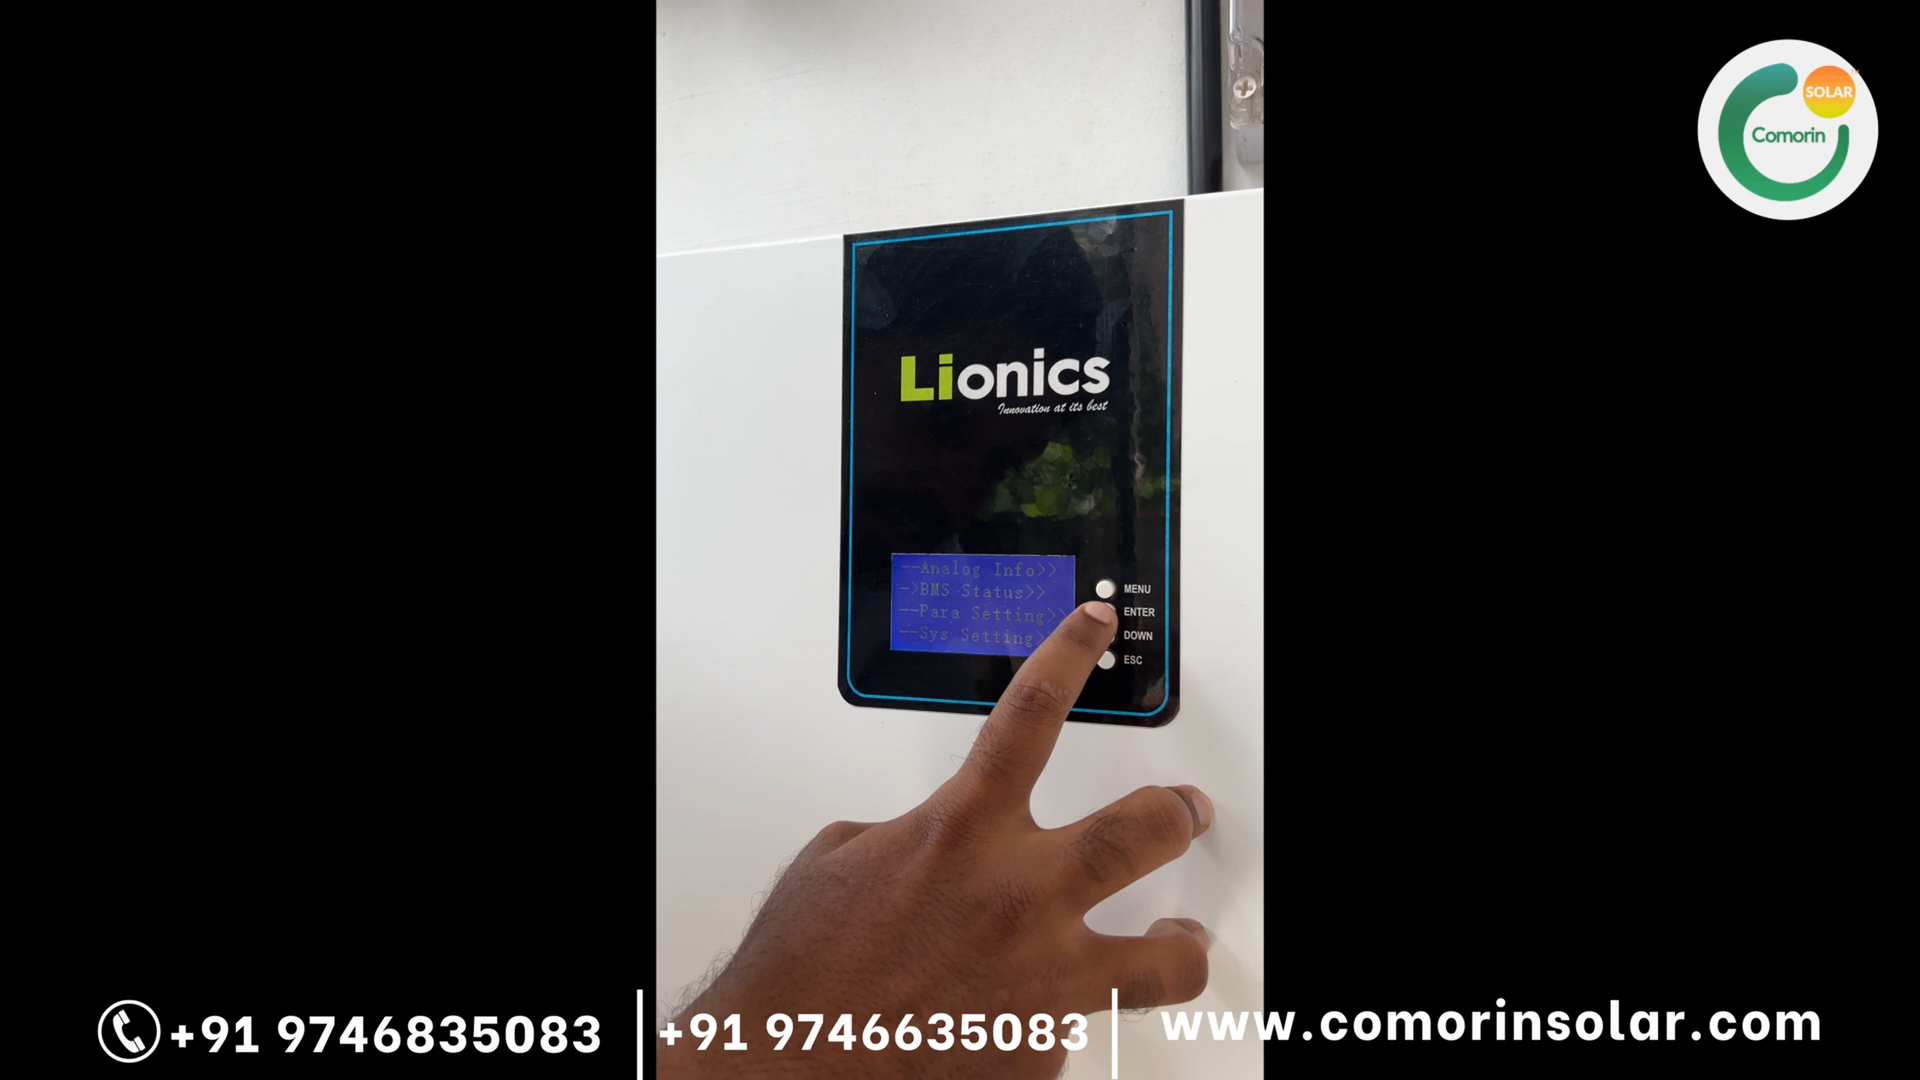 SOLAR
Comorin
Lionics
Innovation at its best
--Analog Info>>
->BMS Status>>
--Para Setting>>
--Sys Setting>
MENU
ENTER
DOWN
ESC
+91 9746835083
+91 9746635083
www.comorinsolar.com